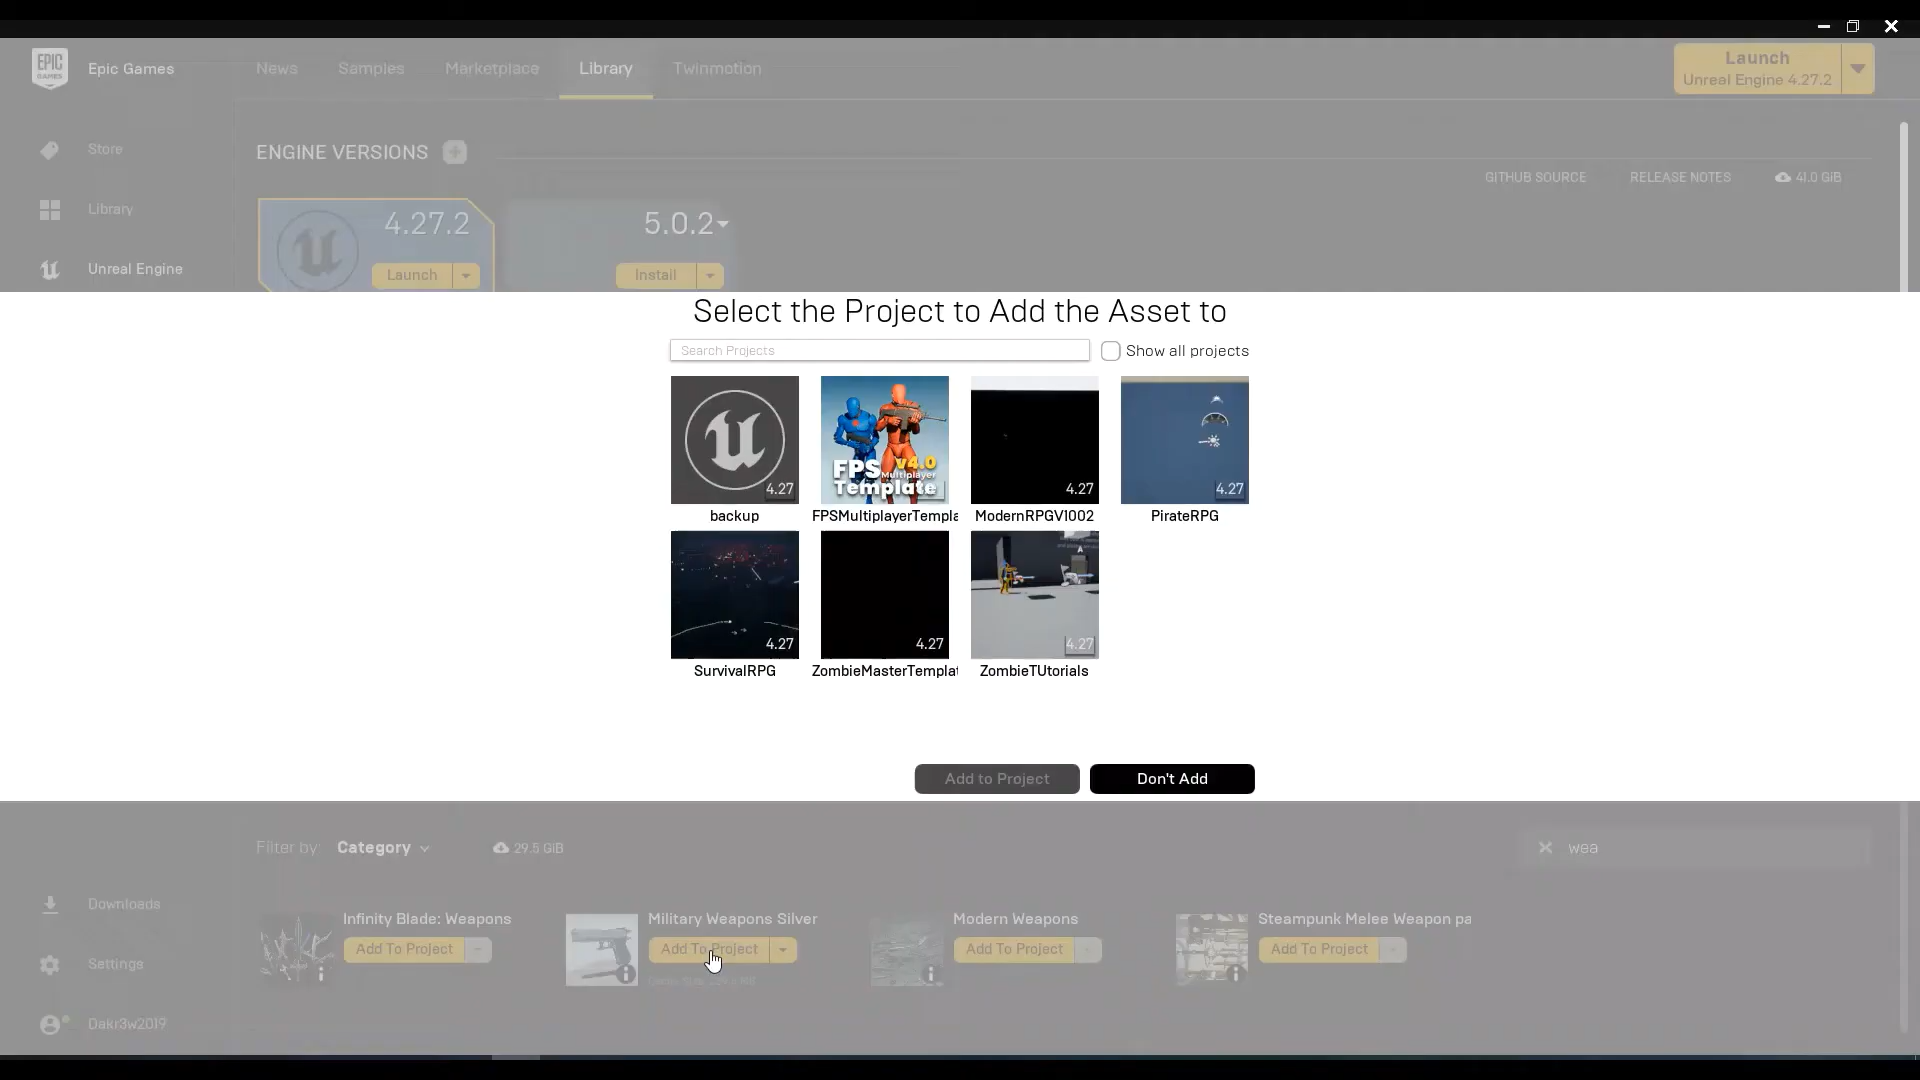 EPIC GAMES
Epic Games
News
Samples
Marketplace
Library
Twinmotion
Launch
Unreal Engine 4.27.2
Store
Library
Unreal Engine
ENGINE VERSIONS
GITHUB SOURCE
RELEASE NOTES
41.0 GiB
4.27.2
Launch
5.0.2
Install
Select the Project to Add the Asset to
Search Projects
Show all projects
4.27
FPS v4.0
Multiplayer
Template
4.27
4.27
backup
FPSMultiplayerTempla
ModernRPGV1002
PirateRPG
4.27
4.27
4.27
SurvivalRPG
ZombieMasterTemplat
ZombieTUtorials
Add to Project
Don't Add
Filter by:
Category
29.5 GiB
wea
Downloads
Settings
Dakr3w2019
Infinity Blade: Weapons
Add To Project
Military Weapons Silver
Add To Project
Modern Weapons
Add To Project
Steampunk Melee Weapon pa
Add To Project